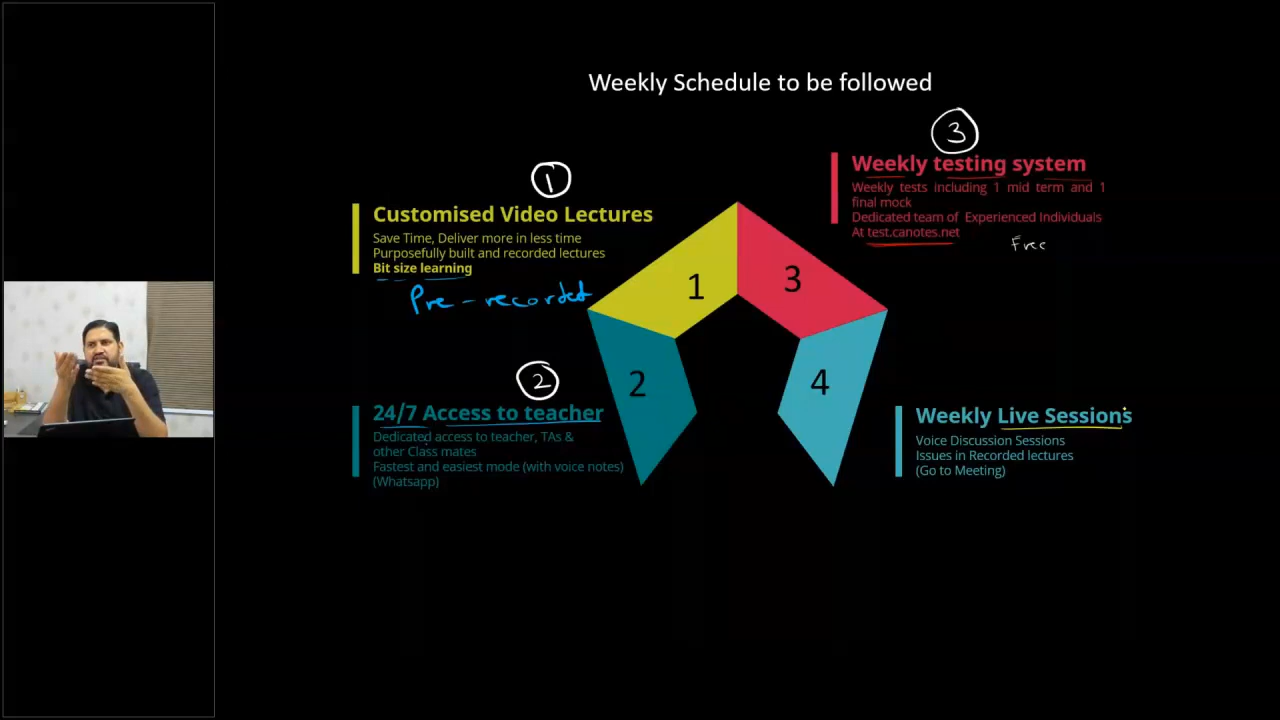 Weekly Schedule to be followed
1
Customised Video Lectures
Save Time, Deliver more in less time
Purposefully built and recorded lectures
Bit size learning
Pre - recorded
2
24/7 Access to teacher
Dedicated access to teacher, TAs &
other Class mates
Fastest and easiest mode (with voice notes)
(Whatsapp)
3
Weekly testing system
Weekly tests including 1 mid term and 1
final mock
Dedicated team of Experienced Individuals
At test.canotes.net
Free
Weekly Live Sessions
Voice Discussion Sessions
Issues in Recorded lectures
(Go to Meeting)
1
3
2
4